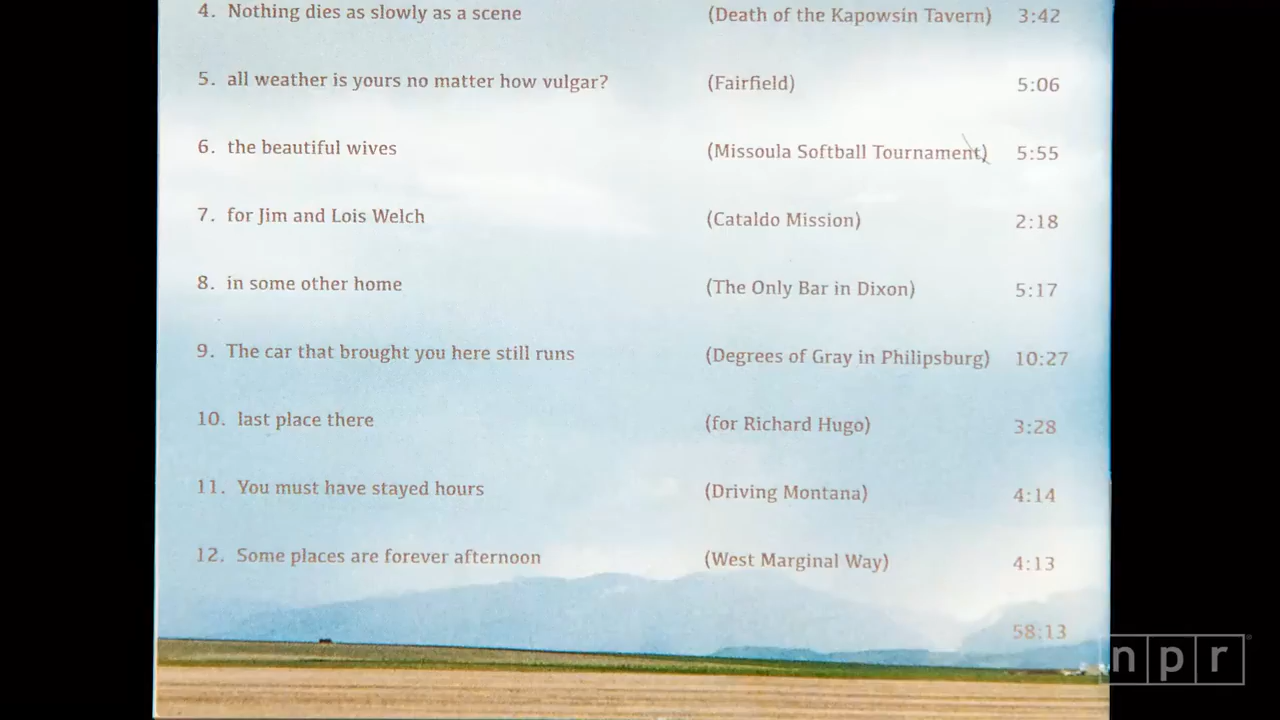 4. Nothing dies as slowly as a scene (Death of the Kapowsin Tavern) 3:42
5. all weather is yours no matter how vulgar? (Fairfield) 5:06
6. the beautiful wives (Missoula Softball Tournament) 5:55
7. for Jim and Lois Welch (Cataldo Mission) 2:18
8. in some other home (The Only Bar in Dixon) 5:17
9. The car that brought you here still runs (Degrees of Gray in Philipsburg) 10:27
10. last place there (for Richard Hugo) 3:28
11. You must have stayed hours (Driving Montana) 4:14
12. Some places are forever afternoon (West Marginal Way) 4:13
58:13
npr